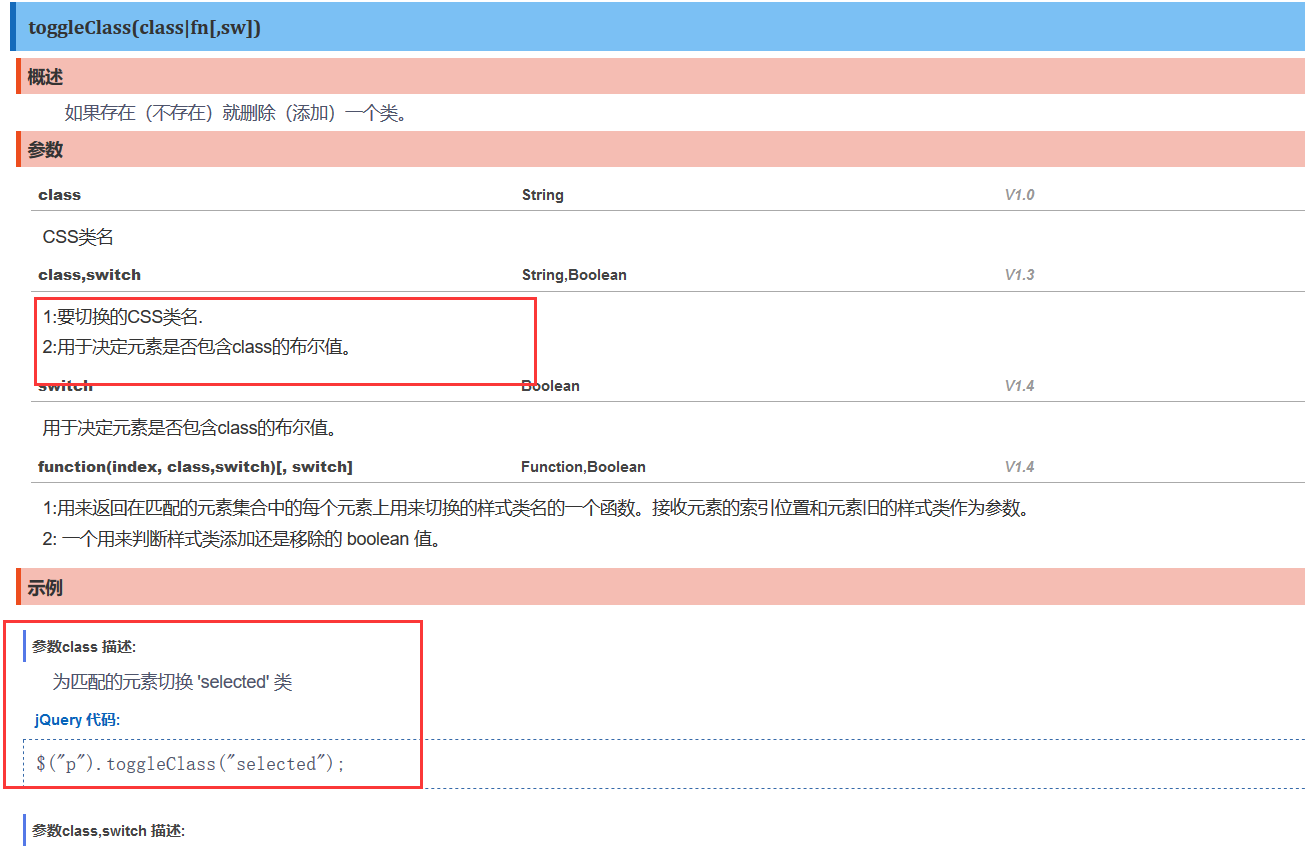 toggleClass(class|fn[,sw])
概述
如果存在（不存在）就删除（添加）一个类。
参数
class String V1.0
CSS类名
class,switch String,Boolean V1.3
1:要切换的CSS类名.
2:用于决定元素是否包含class的布尔值。
switch Boolean V1.4
用于决定元素是否包含class的布尔值。
function(index, class,switch)[, switch] Function,Boolean V1.4
1:用来返回在匹配的元素集合中的每个元素上用来切换的样式类名的一个函数。接收元素的索引位置和元素旧的样式类作为参数。
2: 一个用来判断样式类添加还是移除的 boolean 值。
示例
参数class 描述:
为匹配的元素切换 'selected' 类
jQuery 代码:
$("p").toggleClass("selected");
参数class,switch 描述: